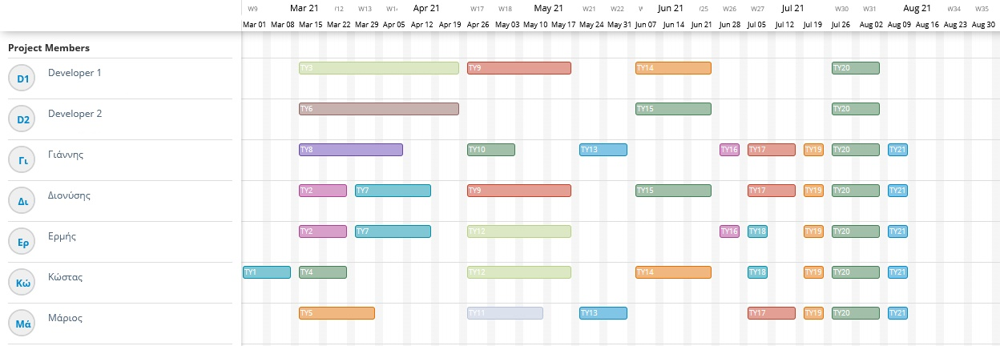 W9 Mar 21 /12 W13 W1 Apr 21 W17 W18 May 21 W21 W22 W Jun 21 /25 W26 W27 Jul 21 W30 W31 Aug 21 W34 W35
Mar 01 Mar 08 Mar 15 Mar 22 Mar 29 Apr 05 Apr 12 Apr 19 Apr 26 May 03 May 10 May 17 May 24 May 31 Jun 07 Jun 14 Jun 21 Jun 28 Jul 05 Jul 12 Jul 19 Jul 26 Aug 02 Aug 09 Aug 16 Aug 23 Aug 30
Project Members
D1 Developer 1 TY3 TY9 TY14 TY20
D2 Developer 2 TY6 TY15 TY20
Γι Γιάννης TY8 TY10 TY13 TY16 TY17 TY19 TY20 TY21
Δι Διονύσης TY2 TY7 TY9 TY15 TY17 TY19 TY20 TY21
Ερ Ερμής TY2 TY7 TY12 TY16 TY18 TY19 TY20 TY21
Κώ Κώστας TY1 TY4 TY12 TY14 TY18 TY19 TY20 TY21
Μά Μάριος TY5 TY11 TY13 TY17 TY19 TY20 TY21